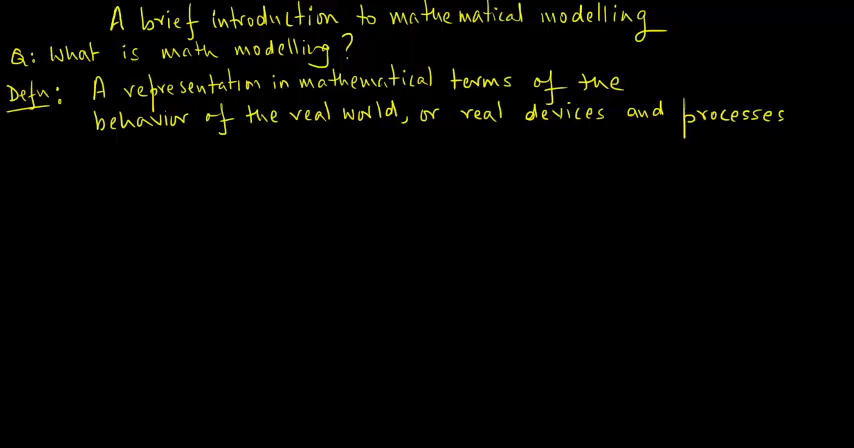 A brief introduction to mathematical modelling
Q: What is math modelling?
Defn: A representation in mathematical terms of the
behavior of the real world, or real devices and processes